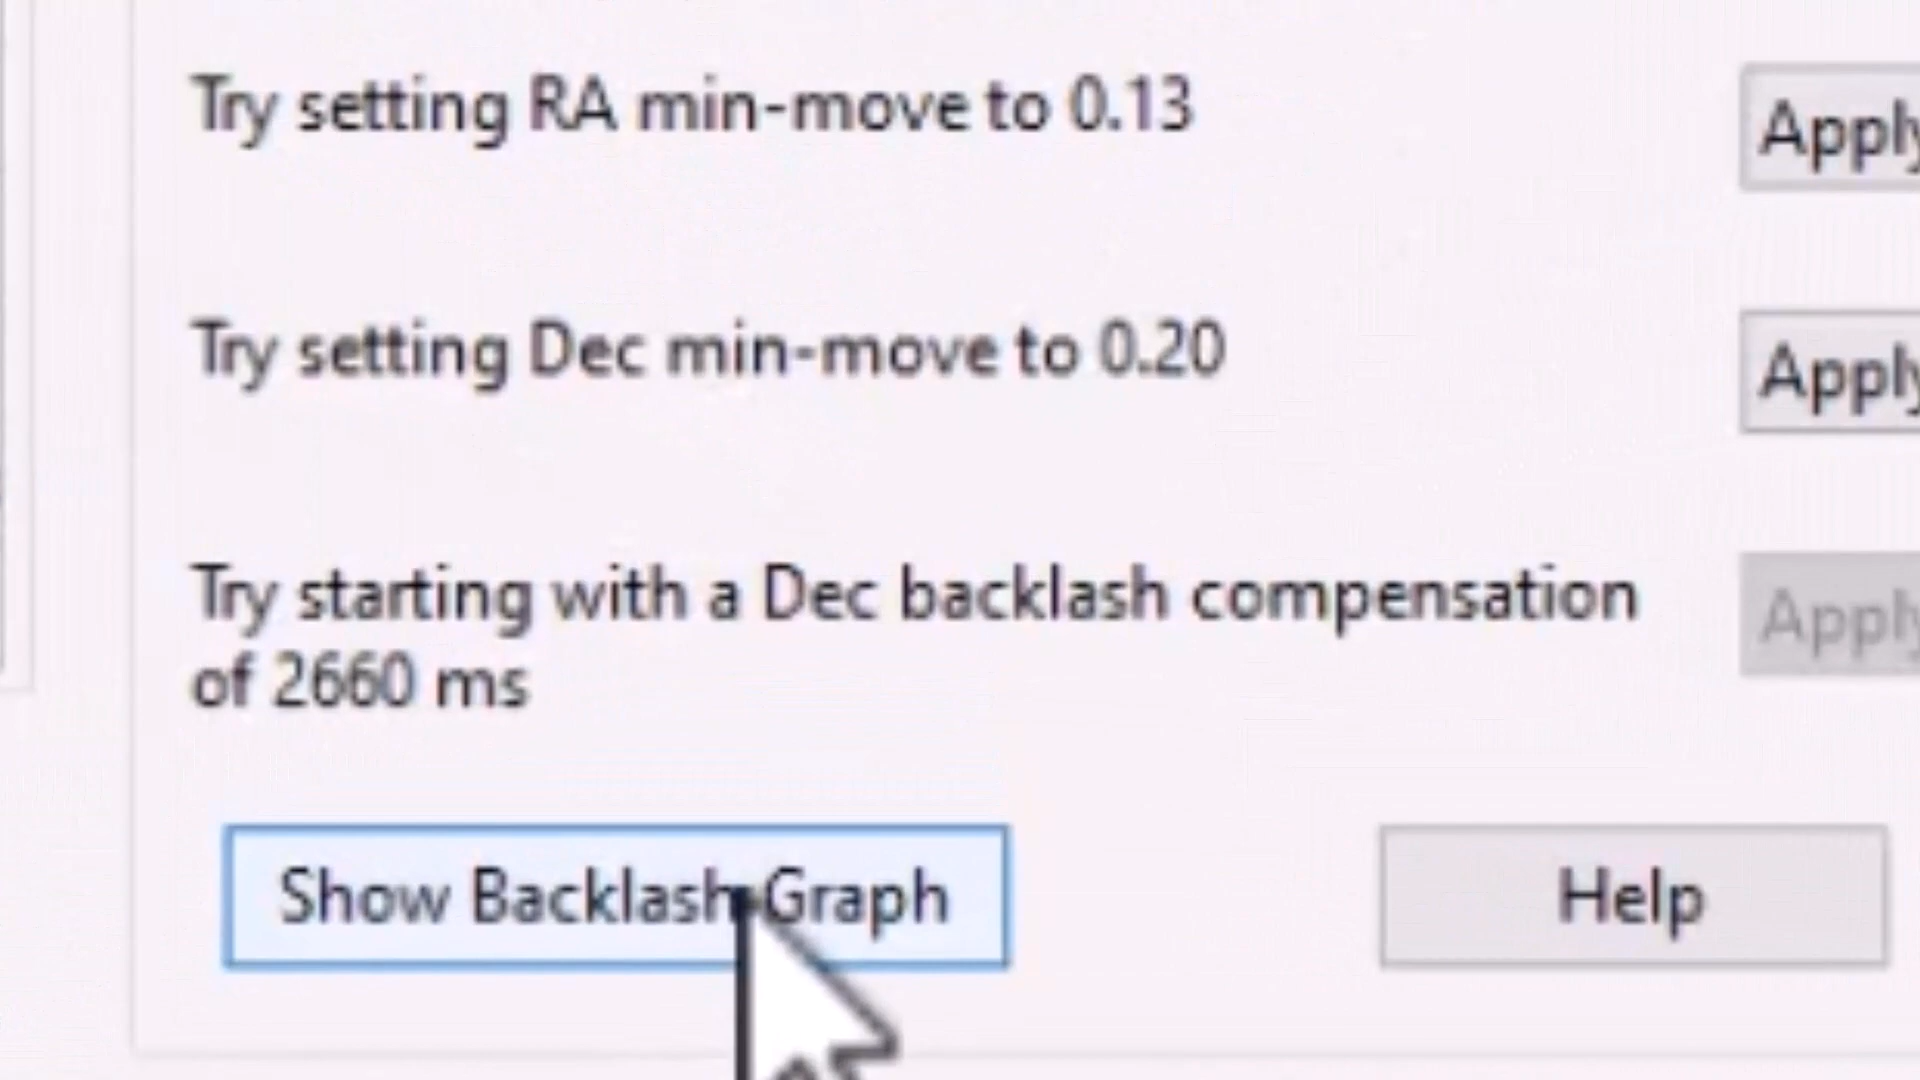 Try setting RA min-move to 0.13
Apply
Try setting Dec min-move to 0.20
Apply
Try starting with a Dec backlash compensation
of 2660 ms
Apply
Show Backlash Graph
Help